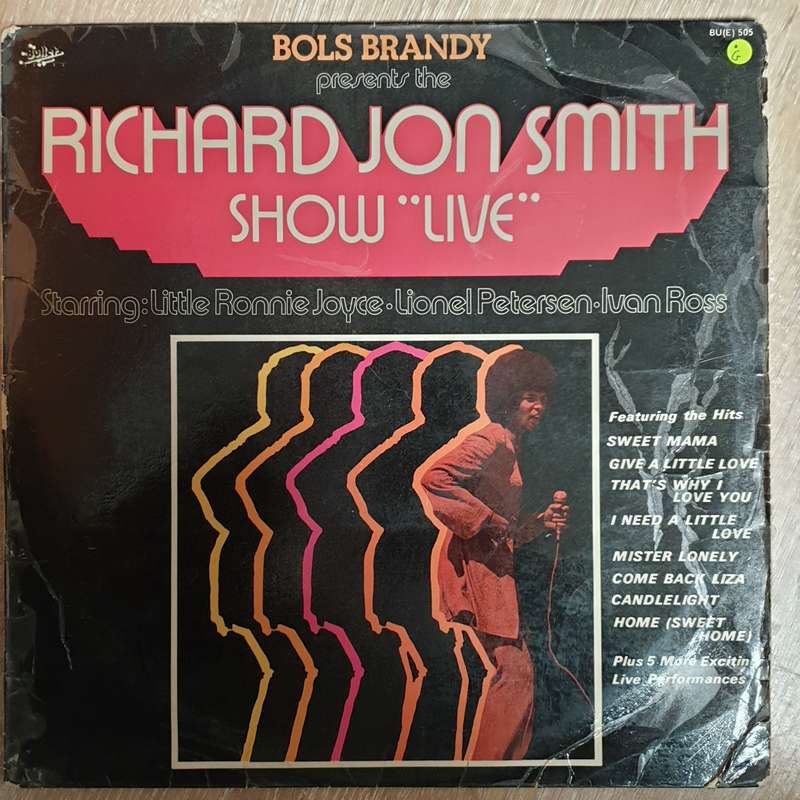 Bullet
BU(E) 505
G
BOLS BRANDY
presents the
RICHARD JON SMITH
SHOW "LIVE"
Starring: Little Ronnie Joyce • Lionel Petersen • Ivan Ross
Featuring the Hits
SWEET MAMA
GIVE A LITTLE LOVE
THAT'S WHY I
LOVE YOU
I NEED A LITTLE
LOVE
MISTER LONELY
COME BACK LIZA
CANDLELIGHT
HOME (SWEET
HOME)
Plus 5 More Excitin
Live Performances